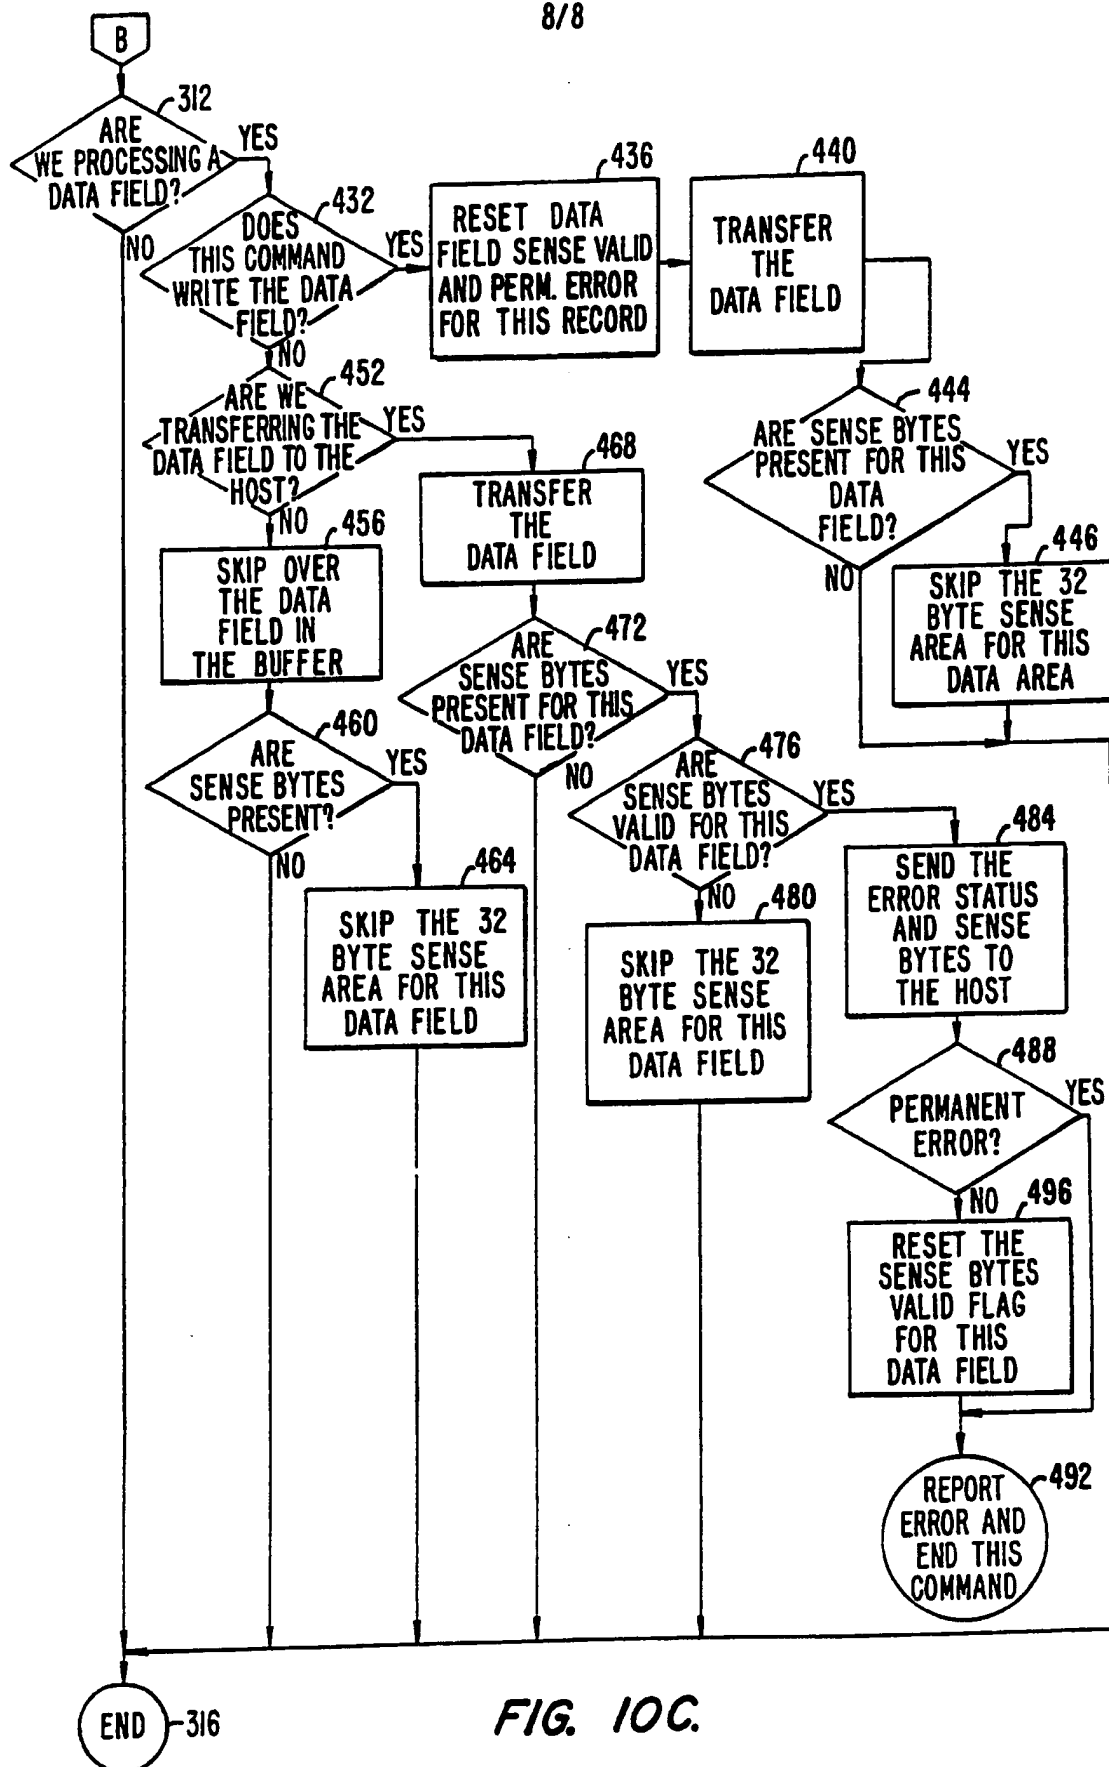 8/8
B
312
ARE
WE PROCESSING A
DATA FIELD?
YES
NO
432
DOES
THIS COMMAND
WRITE THE DATA
FIELD?
YES
NO
436
RESET DATA
FIELD SENSE VALID
AND PERM. ERROR
FOR THIS RECORD
440
TRANSFER
THE
DATA FIELD
444
ARE SENSE BYTES
PRESENT FOR THIS
DATA
FIELD?
YES
NO
446
SKIP THE 32
BYTE SENSE
AREA FOR THIS
DATA AREA
452
ARE WE
TRANSFERRING THE
DATA FIELD TO THE
HOST?
YES
NO
456
SKIP OVER
THE DATA
FIELD IN
THE BUFFER
460
ARE
SENSE BYTES
PRESENT?
YES
NO
464
SKIP THE 32
BYTE SENSE
AREA FOR THIS
DATA FIELD
468
TRANSFER
THE
DATA FIELD
472
ARE
SENSE BYTES
PRESENT FOR THIS
DATA FIELD?
YES
NO
476
ARE
SENSE BYTES
VALID FOR THIS
DATA FIELD?
YES
NO
480
SKIP THE 32
BYTE SENSE
AREA FOR THIS
DATA FIELD
484
SEND THE
ERROR STATUS
AND SENSE
BYTES TO
THE HOST
488
PERMANENT
ERROR?
YES
NO
496
RESET THE
SENSE BYTES
VALID FLAG
FOR THIS
DATA FIELD
492
REPORT
ERROR AND
END THIS
COMMAND
END
316
FIG. 10C.